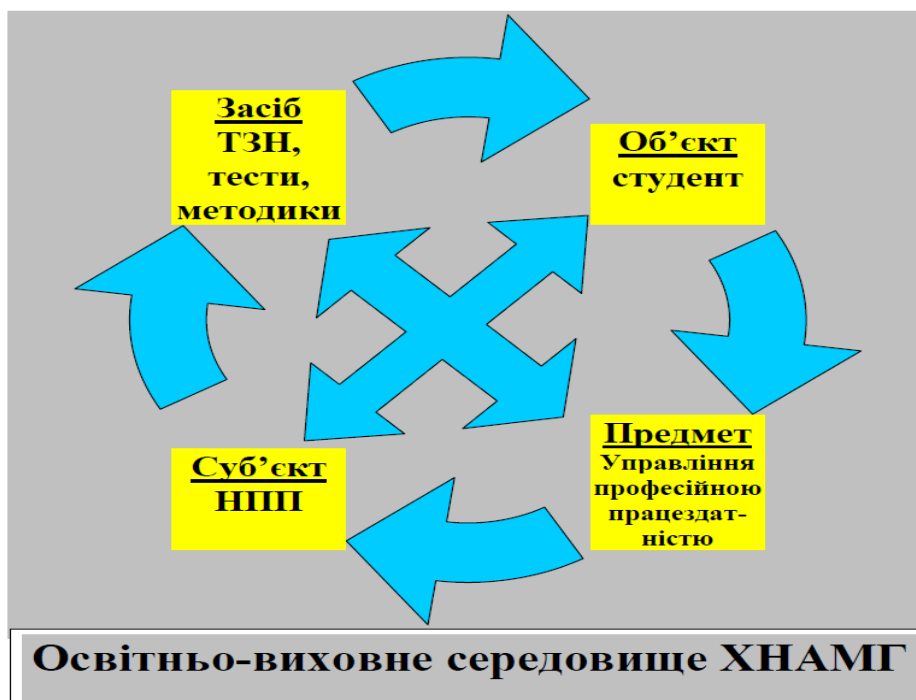 Засіб
ТЗН,
тести,
методики
Об’єкт
студент
Суб’єкт
НПП
Предмет
Управління
професійною
працездат-
ністю
Освітньо-виховне середовище ХНАМГ